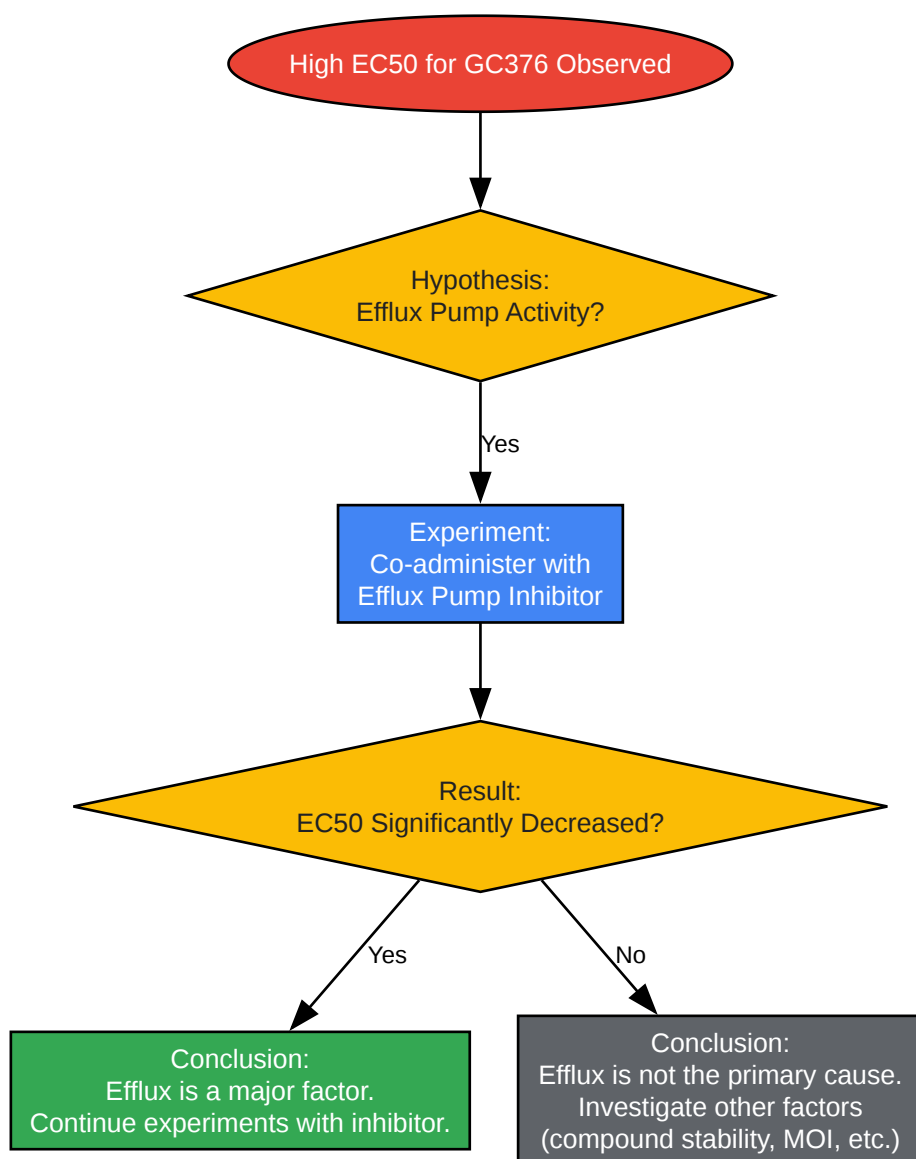 High EC50 for GC376 Observed
Hypothesis:
Efflux Pump Activity?
Yes
Experiment:
Co-administer with
Efflux Pump Inhibitor
Result:
EC50 Significantly Decreased?
Yes
No
Conclusion:
Efflux is a major factor.
Continue experiments with inhibitor.
Conclusion:
Efflux is not the primary cause.
Investigate other factors
(compound stability, MOI, etc.)